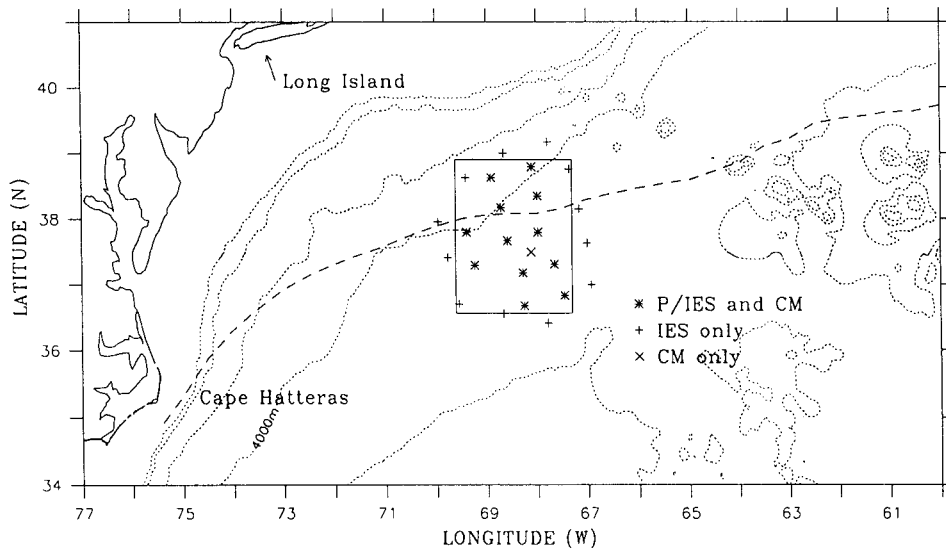 40
Long Island
LATITUDE (N)
38
P/IES and CM
IES only
CM only
36
Cape Hatteras
4000m
34
77 75 73 71 69 67 65 63 61
LONGITUDE (W)